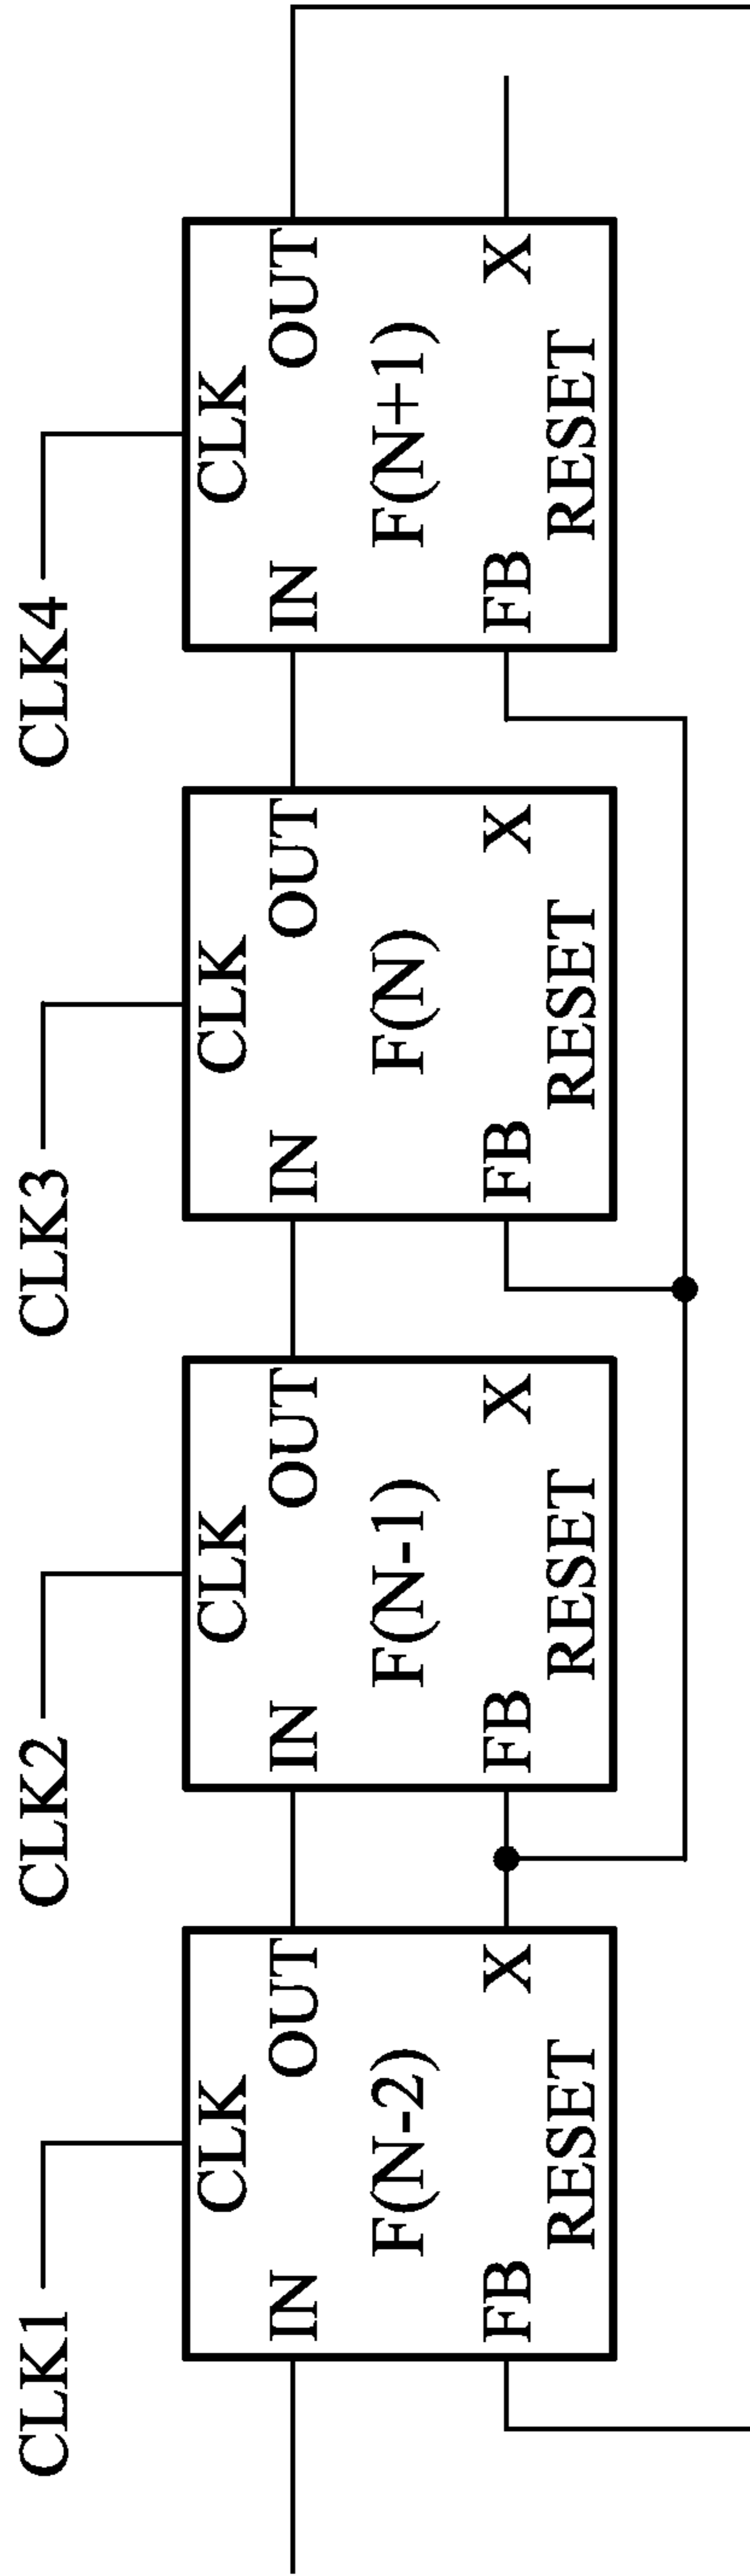 CLK1 CLK2 CLK3 CLK4
CLK CLK CLK CLK
IN OUT IN OUT IN OUT IN OUT
F(N-2) F(N-1) F(N) F(N+1)
FB X FB X FB X FB X
RESET RESET RESET RESET